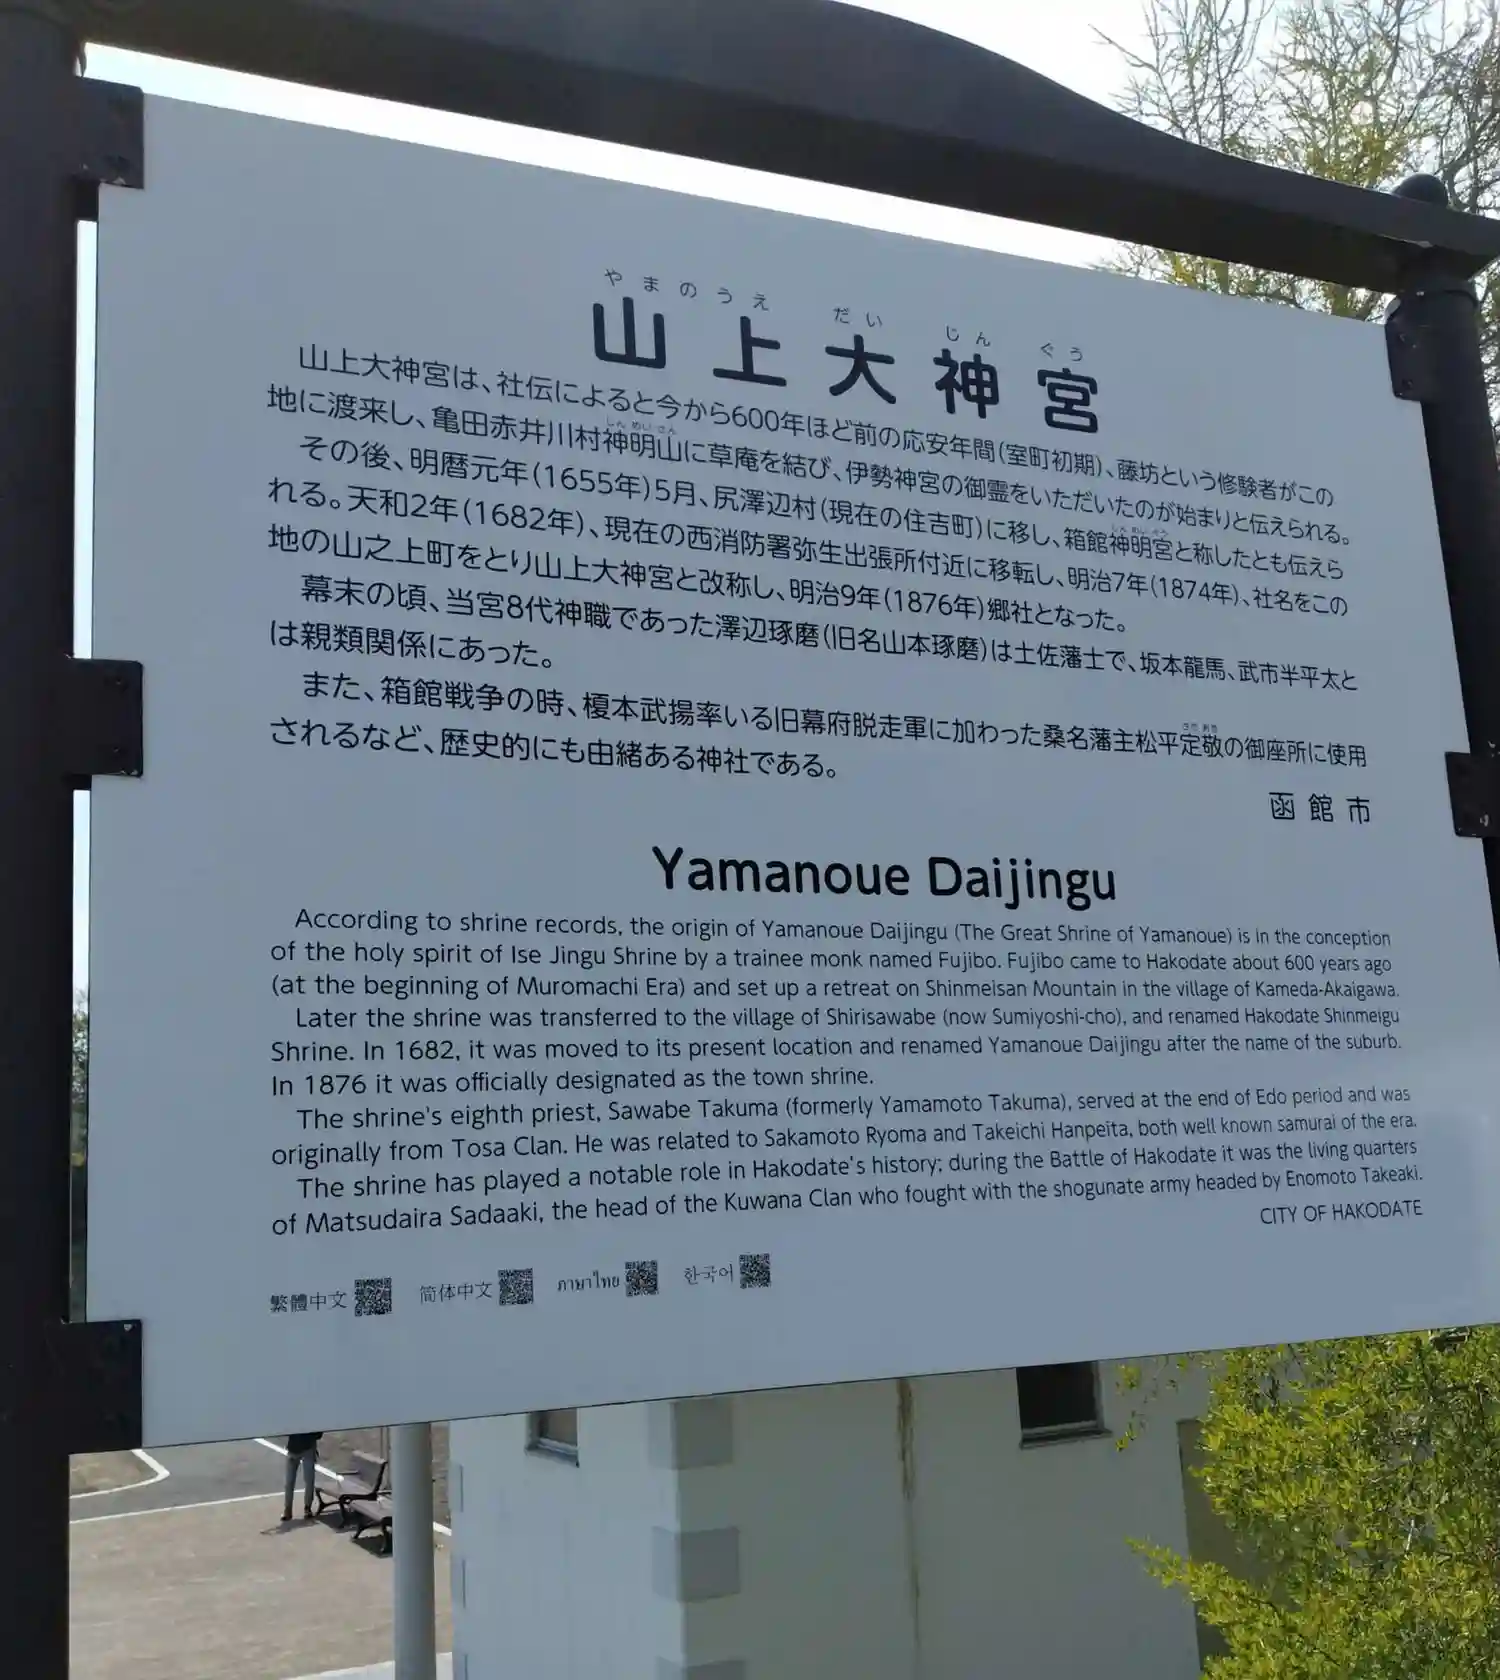 やまのうえ だい じん ぐう
山上大神宮
山上大神宮は、社伝によると今から600年ほど前の応安年間(室町初期)、藤坊という修験者がこの
地に渡来し、亀田赤井川村神明山に草庵を結び、伊勢神宮の御霊をいただいたのが始まりと伝えられる。
しんめいさん
その後、明暦元年(1655年)5月、尻澤辺村(現在の住吉町)に移し、箱館神明宮と称したとも伝えら
れる。天和2年(1682年)、現在の西消防署弥生出張所付近に移転し、明治7年(1874年)、社名をこの
地の山之上町をとり山上大神宮と改称し、明治9年(1876年)郷社となった。
幕末の頃、当宮8代神職であった澤辺琢磨(旧名山本琢磨)は土佐藩士で、坂本龍馬、武市半平太と
は親類関係にあった。
また、箱館戦争の時、榎本武揚率いる旧幕府脱走軍に加わった桑名藩主松平定敬の御座所に使用
さだあき
されるなど、歴史的にも由緒ある神社である。
函館市
Yamanoue Daijingu
According to shrine records, the origin of Yamanoue Daijingu (The Great Shrine of Yamanoue) is in the conception
of the holy spirit of Ise Jingu Shrine by a trainee monk named Fujibo. Fujibo came to Hakodate about 600 years ago
(at the beginning of Muromachi Era) and set up a retreat on Shinmeisan Mountain in the village of Kameda-Akaigawa.
Later the shrine was transferred to the village of Shirisawabe (now Sumiyoshi-cho), and renamed Hakodate Shinmeigu
Shrine. In 1682, it was moved to its present location and renamed Yamanoue Daijingu after the name of the suburb.
In 1876 it was officially designated as the town shrine.
The shrine's eighth priest, Sawabe Takuma (formerly Yamamoto Takuma), served at the end of Edo period and was
originally from Tosa Clan. He was related to Sakamoto Ryoma and Takeichi Hanpeita, both well known samurai of the era.
The shrine has played a notable role in Hakodate's history; during the Battle of Hakodate it was the living quarters
of Matsudaira Sadaaki, the head of the Kuwana Clan who fought with the shogunate army headed by Enomoto Takeaki.
CITY OF HAKODATE
繁體中文 简体中文 ภาษาไทย 한국어